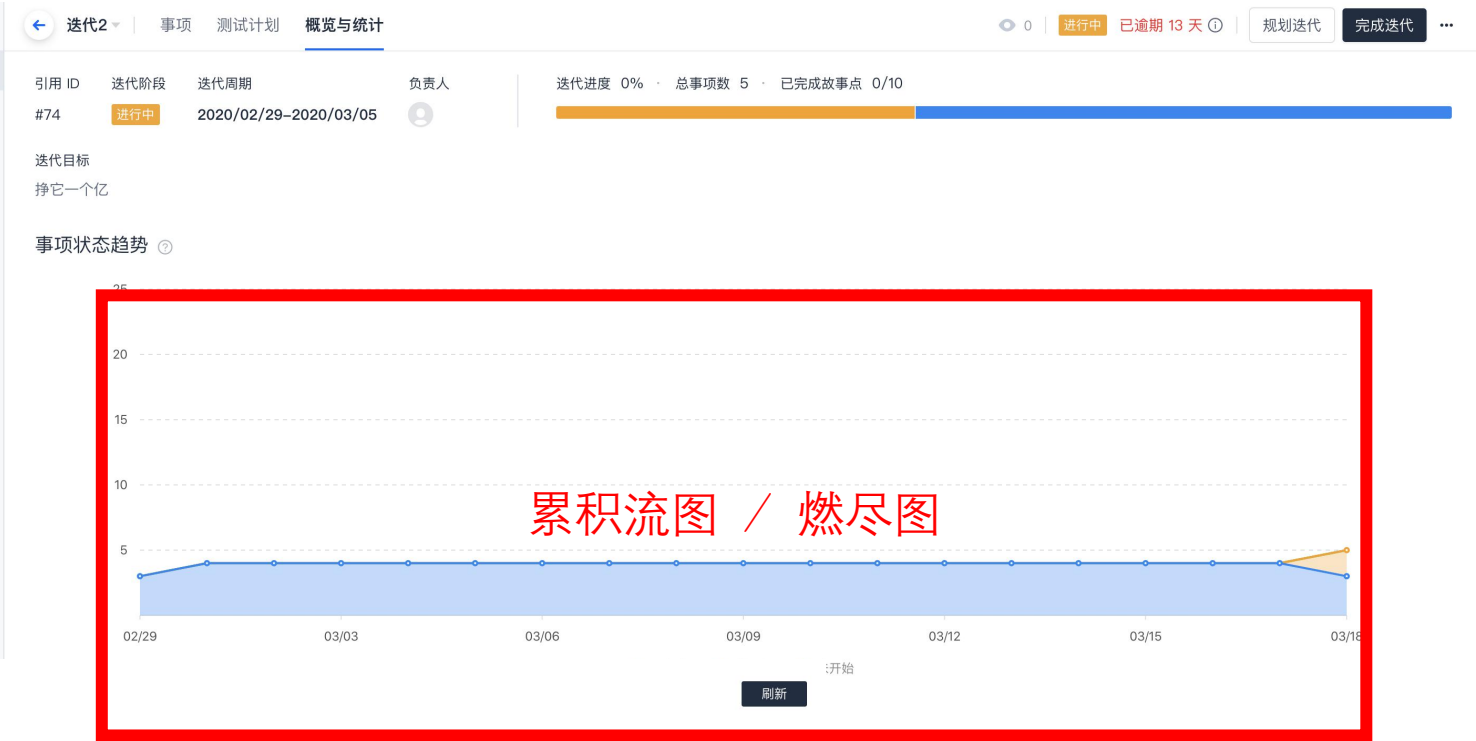 迭代2 事项 测试计划 概览与统计 0 进行中 已逾期 13 天 规划迭代 完成迭代
引用 ID 迭代阶段 迭代周期 负责人 迭代进度 0% · 总事项数 5 · 已完成故事点 0/10
#74 进行中 2020/02/29–2020/03/05
迭代目标
挣它一个亿
事项状态趋势
25
20
15
10
累积流图 / 燃尽图
5
02/29 03/03 03/06 03/09 03/12 03/15 03/18
开始
刷新